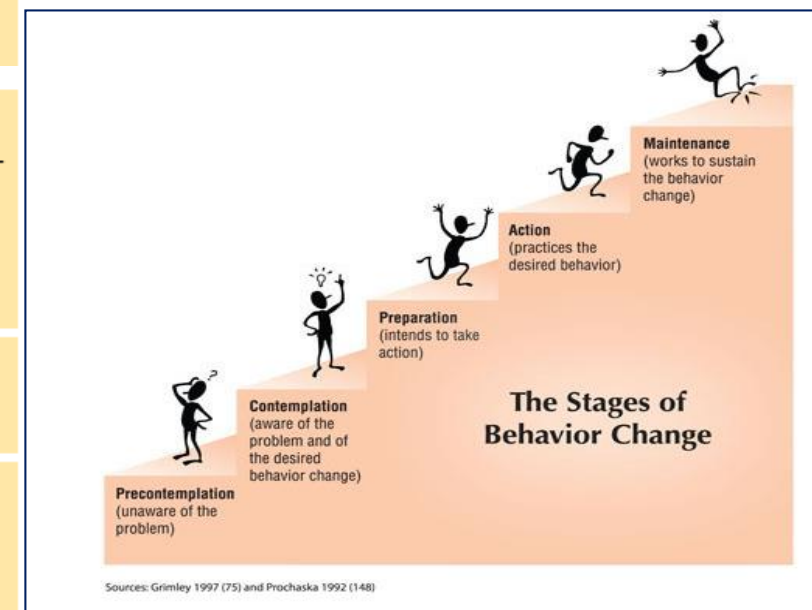 Maintenance
(works to sustain
the behavior
change)
Action
(practices the
desired behavior)
Preparation
(intends to take
action)
Contemplation
(aware of the
problem and of
the desired
behavior change)
Precontemplation
(unaware of the
problem)
?
The Stages of
Behavior Change
Sources: Grimley 1997 (75) and Prochaska 1992 (148)